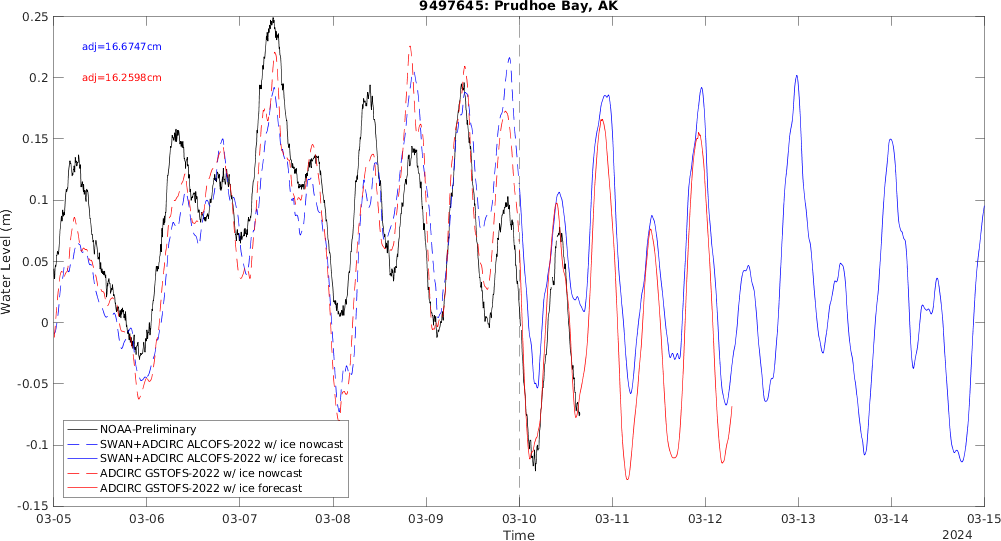 9497645: Prudhoe Bay, AK
0.25
adj=16.6747cm
0.2
adj=16.2598cm
0.15
0.1
0.05
0
-0.05
-0.1
-0.15
Water Level (m)
NOAA-Preliminary
SWAN+ADCIRC ALCOFS-2022 w/ ice nowcast
SWAN+ADCIRC ALCOFS-2022 w/ ice forecast
ADCIRC GSTOFS-2022 w/ ice nowcast
ADCIRC GSTOFS-2022 w/ ice forecast
03-05 03-06 03-07 03-08 03-09 03-10 03-11 03-12 03-13 03-14 03-15
Time
2024